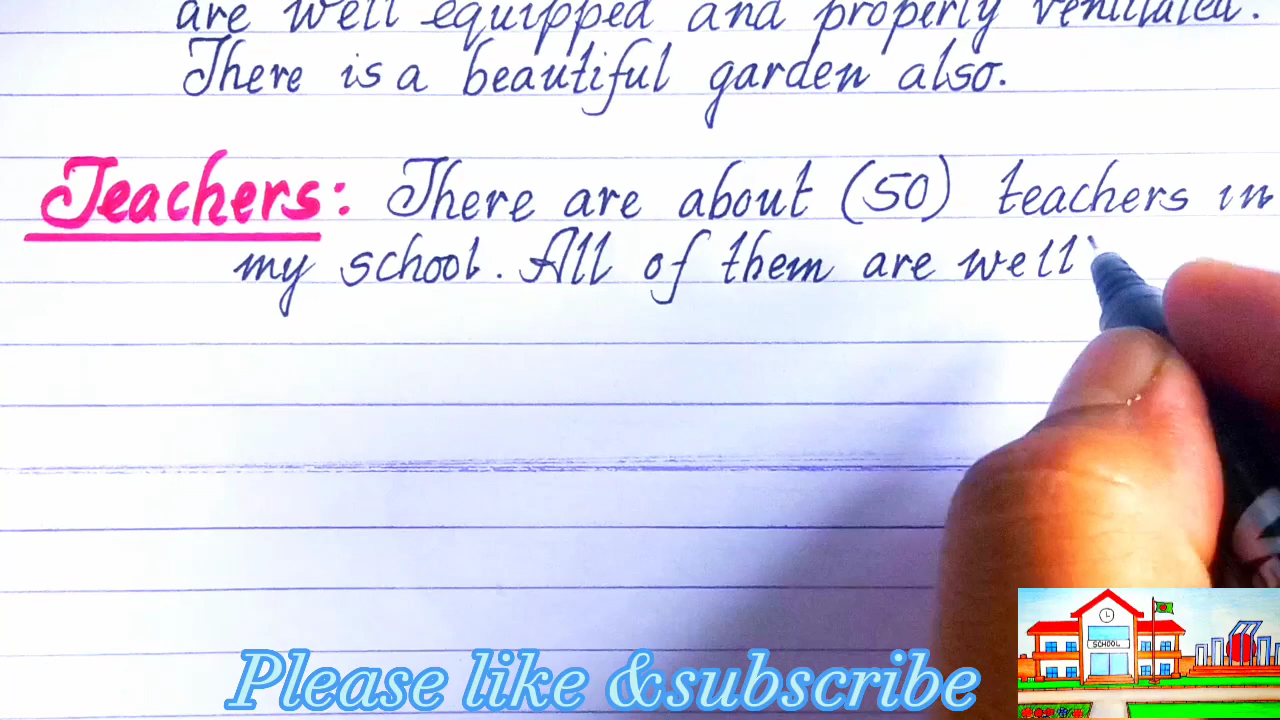 are well equipped and properly ventilated.
There is a beautiful garden also.
Teachers: There are about (50) teachers in
my school. All of them are well
Please like &subscribe
SCHOOL